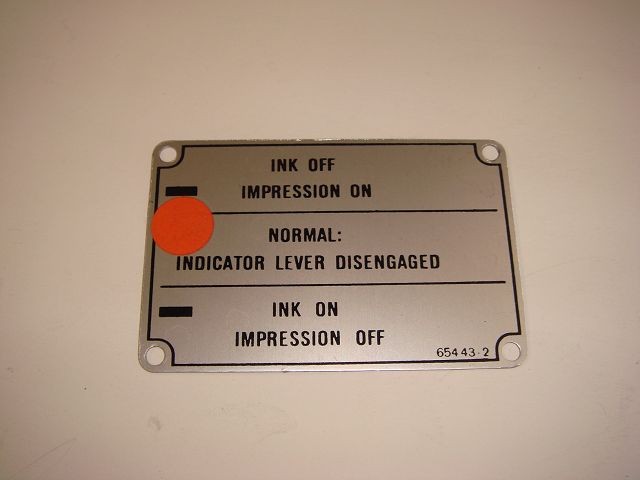 INK OFF
IMPRESSION ON
NORMAL:
INDICATOR LEVER DISENGAGED
INK ON
IMPRESSION OFF
65443-2